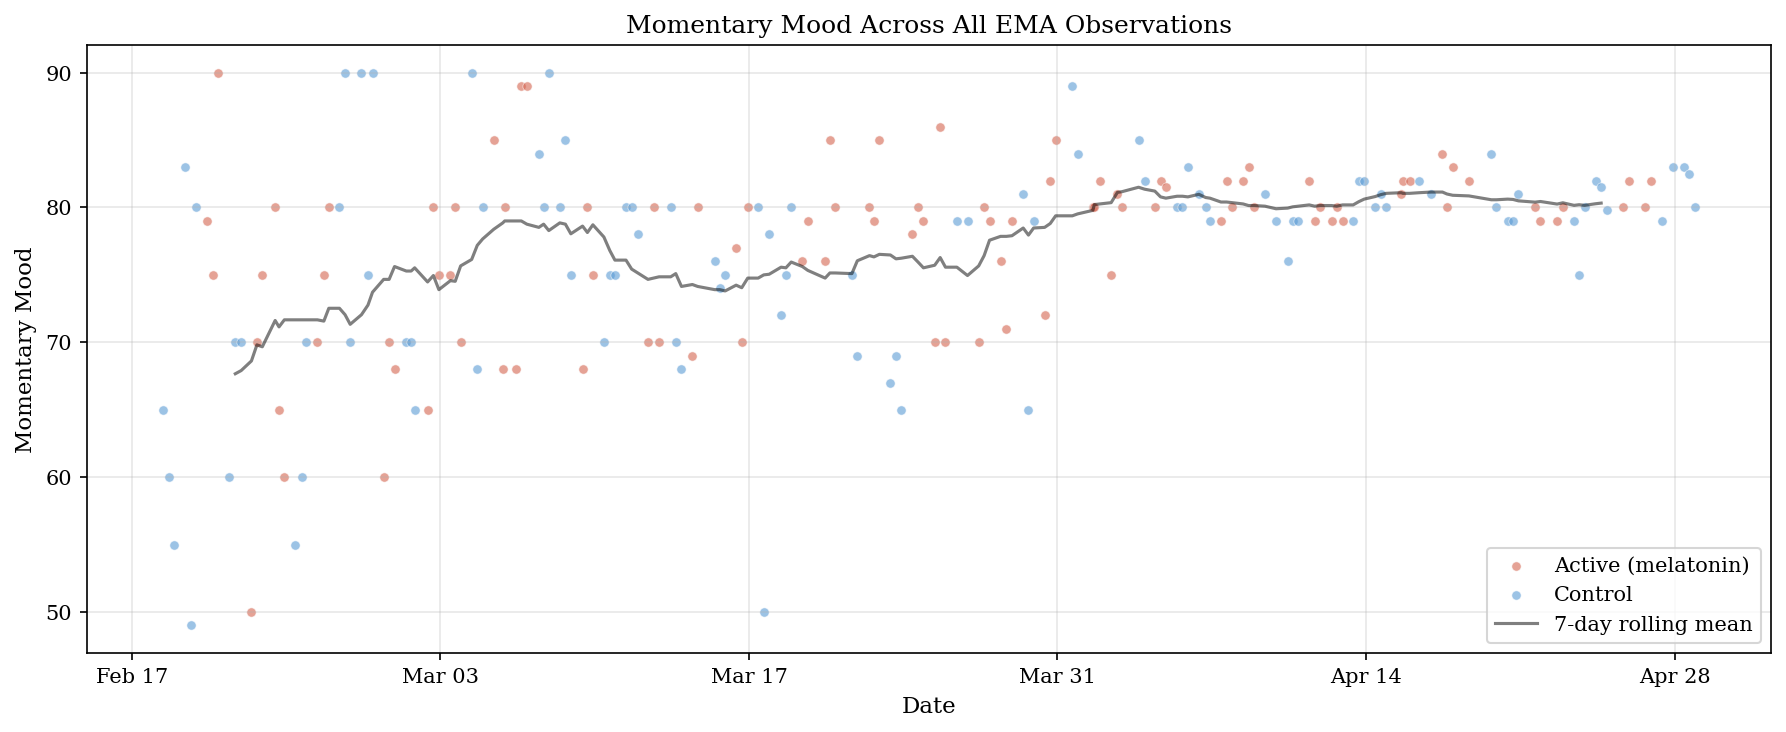 Momentary Mood Across All EMA Observations
Momentary Mood
90
80
70
60
50
Active (melatonin)
Control
7-day rolling mean
Feb 17
Mar 03
Mar 17
Mar 31
Apr 14
Apr 28
Date